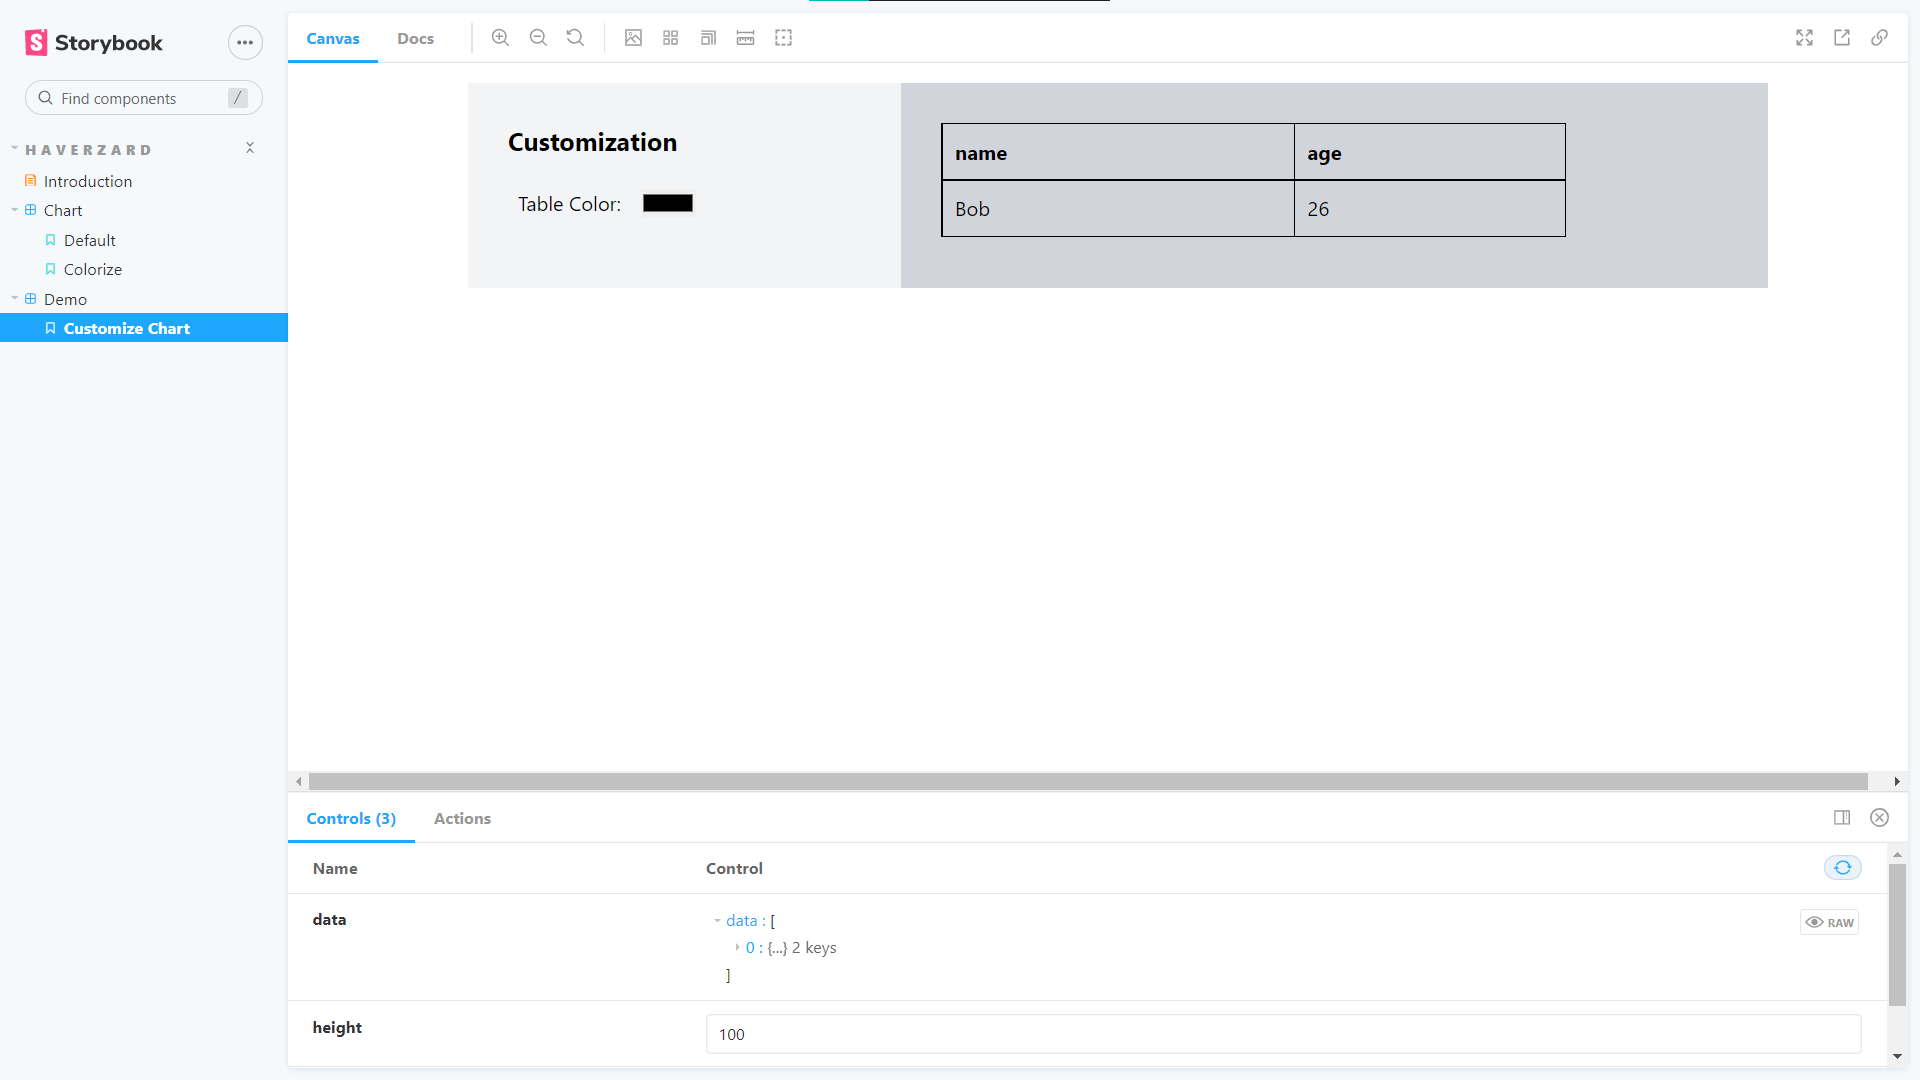 Storybook
Find components
/
HAVERZARD
Introduction
Chart
Default
Colorize
Demo
Customize Chart
Canvas
Docs
Customization
Table Color:
name
age
Bob
26
Controls (3)
Actions
Name
Control
data
data : [
0 : {...} 2 keys
]
RAW
height
100